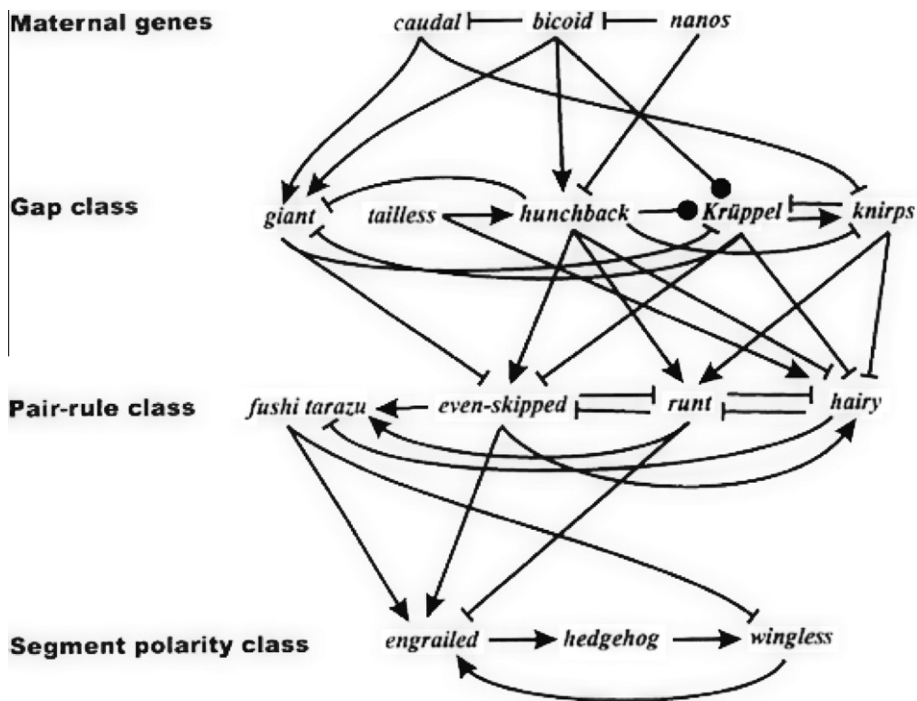 Maternal genes caudal bicoid nanos
Gap class giant tailless hunchback Krüppel knirps
Pair-rule class fushi tarazu even-skipped runt hairy
Segment polarity class engrailed hedgehog wingless